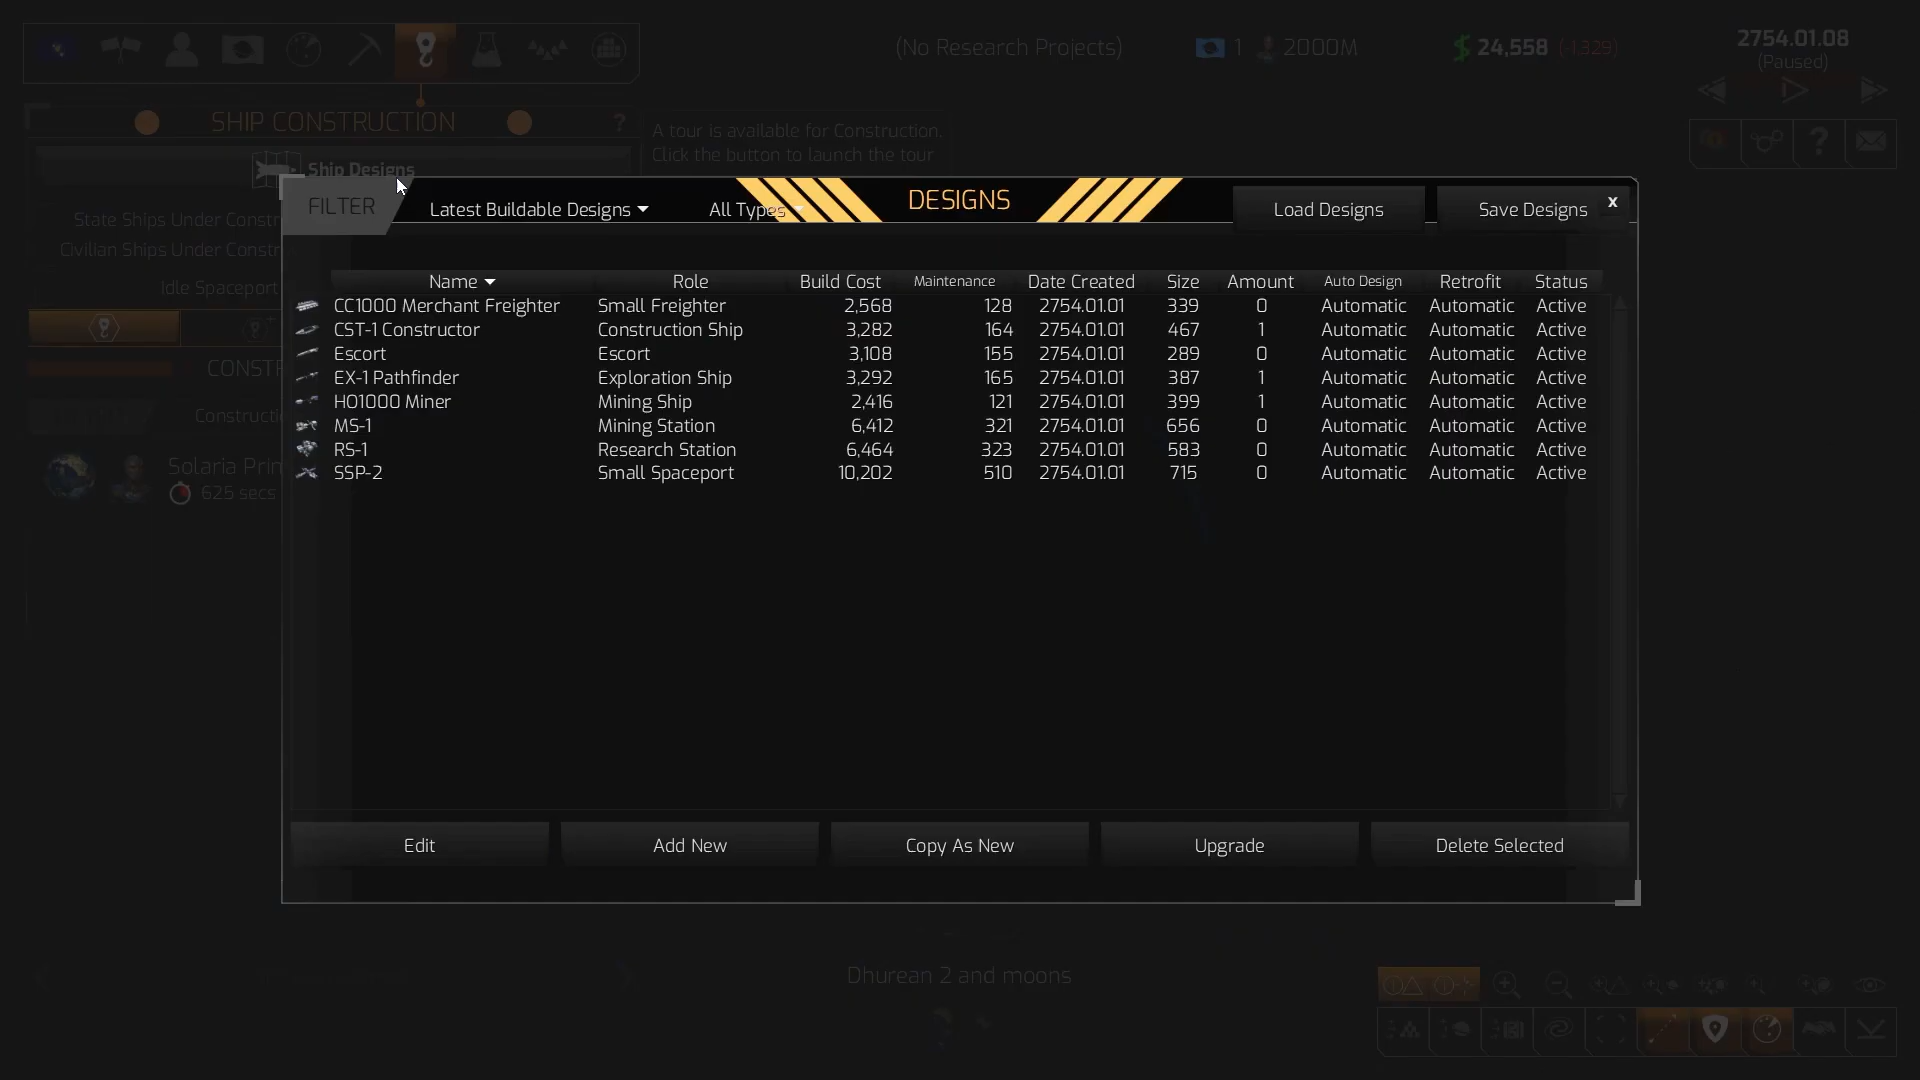 (No Research Projects)
1
2000M
24,558 (-1,329)
2754.01.08
(Paused)
SHIP CONSTRUCTION
?
A tour is available for Construction.
Click the button to launch the tour
?
Ship Designs
FILTER
Latest Buildable Designs
All Types
DESIGNS
Load Designs
Save Designs
x
State Ships Under Constr
Civilian Ships Under Constr
Idle Spaceport
CONSTR
Constructi
Solaria Prin
625 secs
Name Role Build Cost Maintenance Date Created Size Amount Auto Design Retrofit Status
CC1000 Merchant Freighter Small Freighter 2,568 128 2754.01.01 339 0 Automatic Automatic Active
CST-1 Constructor Construction Ship 3,282 164 2754.01.01 467 1 Automatic Automatic Active
Escort Escort 3,108 155 2754.01.01 289 0 Automatic Automatic Active
EX-1 Pathfinder Exploration Ship 3,292 165 2754.01.01 387 1 Automatic Automatic Active
HO1000 Miner Mining Ship 2,416 121 2754.01.01 399 1 Automatic Automatic Active
MS-1 Mining Station 6,412 321 2754.01.01 656 0 Automatic Automatic Active
RS-1 Research Station 6,464 323 2754.01.01 583 0 Automatic Automatic Active
SSP-2 Small Spaceport 10,202 510 2754.01.01 715 0 Automatic Automatic Active
Edit
Add New
Copy As New
Upgrade
Delete Selected
Dhurean 2 and moons